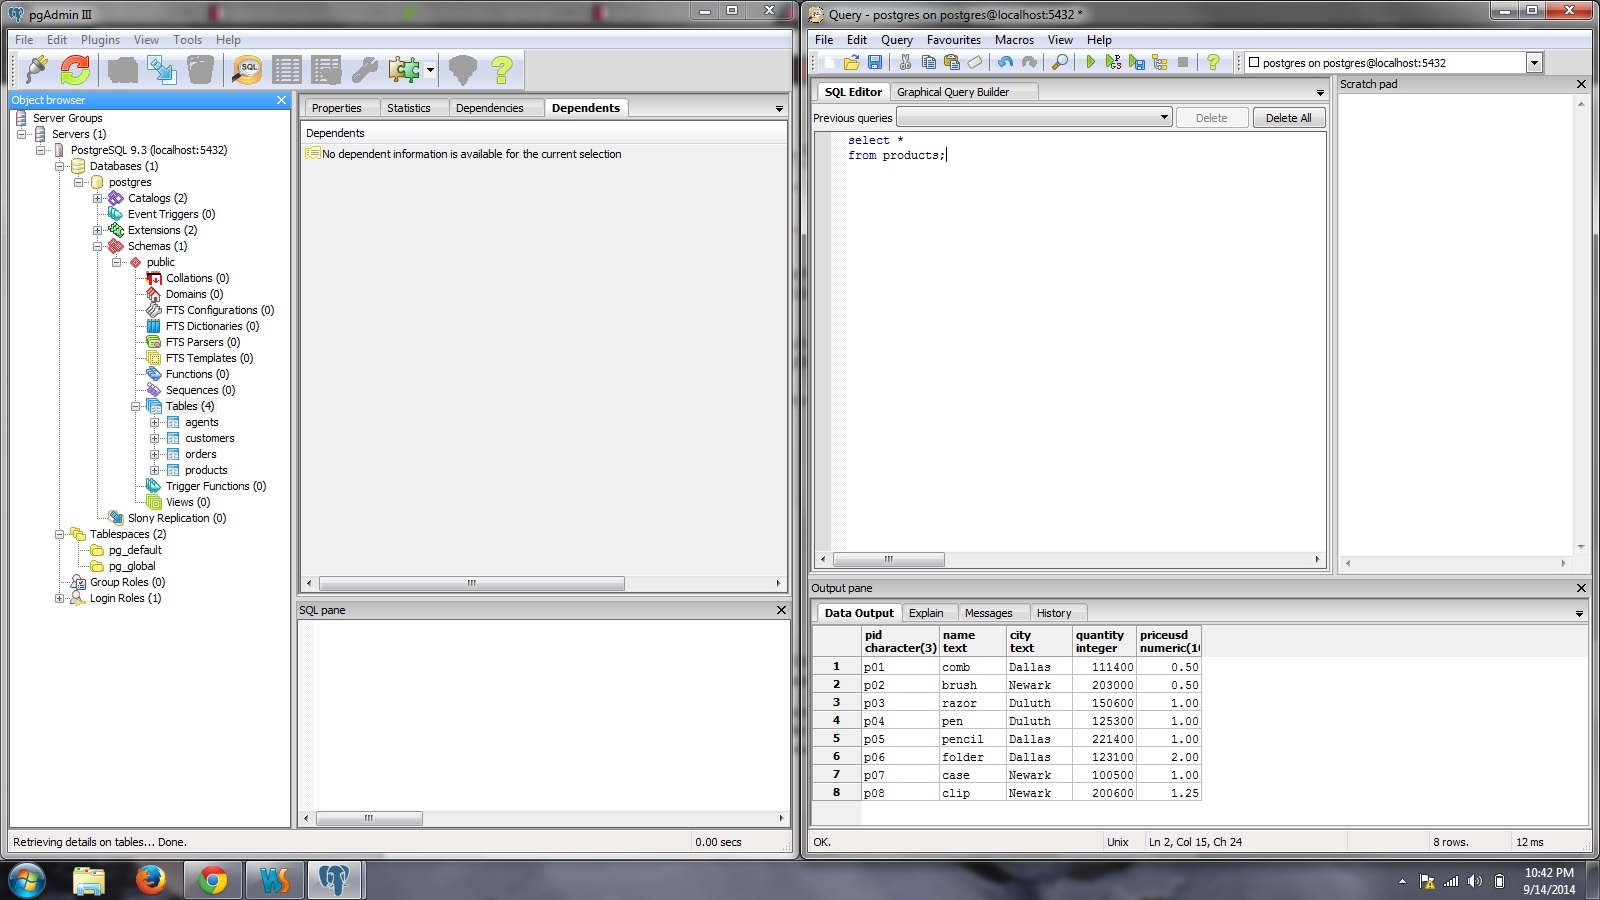 pgAdmin III
File Edit Plugins View Tools Help
SQL
Object browser
Server Groups
Servers (1)
PostgreSQL 9.3 (localhost:5432)
Databases (1)
postgres
Catalogs (2)
Event Triggers (0)
Extensions (2)
Schemas (1)
public
Collations (0)
Domains (0)
FTS Configurations (0)
FTS Dictionaries (0)
FTS Parsers (0)
FTS Templates (0)
Functions (0)
Sequences (0)
Tables (4)
agents
customers
orders
products
Trigger Functions (0)
Views (0)
Slony Replication (0)
Tablespaces (2)
pg_default
pg_global
Group Roles (0)
Login Roles (1)
Properties Statistics Dependencies Dependents
Dependents
No dependent information is available for the current selection
SQL pane
Retrieving details on tables... Done. 0.00 secs
Query - postgres on postgres@localhost:5432 *
File Edit Query Favourites Macros View Help
postgres on postgres@localhost:5432
SQL Editor Graphical Query Builder
Previous queries Delete Delete All
select *
from products;
Scratch pad
Output pane
Data Output Explain Messages History
pid name city quantity priceusd
character(3) text text integer numeric(1
1 p01 comb Dallas 111400 0.50
2 p02 brush Newark 203000 0.50
3 p03 razor Duluth 150600 1.00
4 p04 pen Duluth 125300 1.00
5 p05 pencil Dallas 221400 1.00
6 p06 folder Dallas 123100 2.00
7 p07 case Newark 100500 1.00
8 p08 clip Newark 200600 1.25
OK. Unix Ln 2, Col 15, Ch 24 8 rows. 12 ms
WS
10:42 PM
9/14/2014